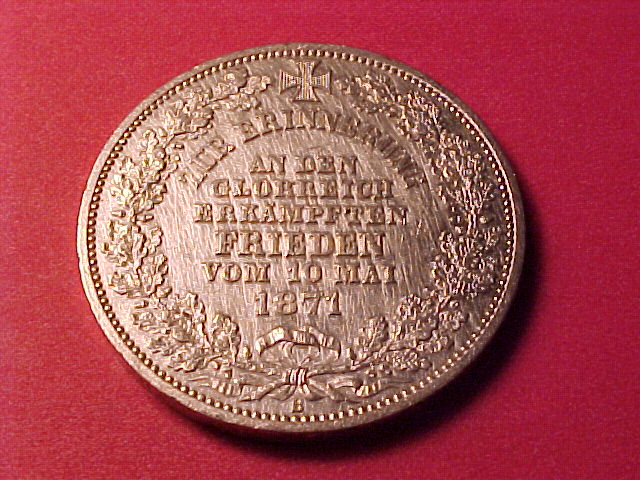 ZUR ERINNERUNG
AN DEN
GLORREICH
ERKÄMPFTEN
FRIEDEN
VOM 10 MAI
1871
B